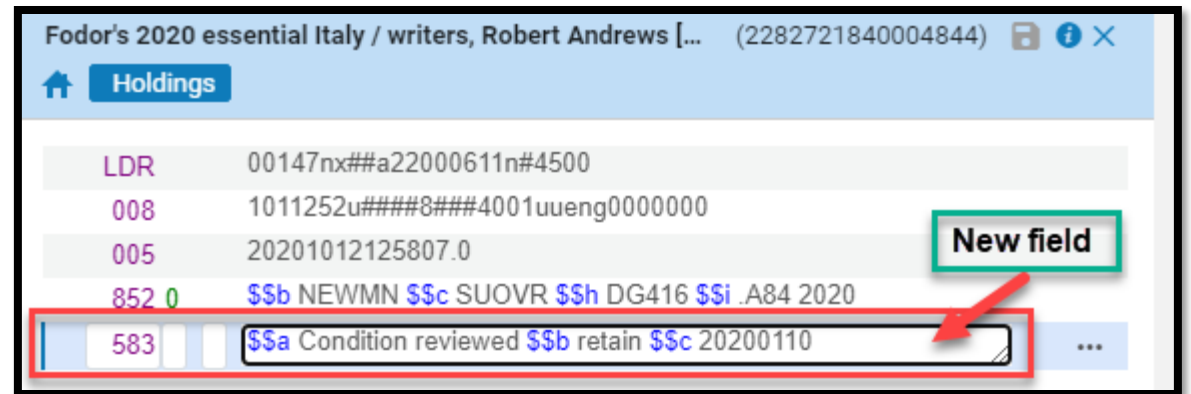 Fodor's 2020 essential Italy / writers, Robert Andrews [... (2282721840004844)
Holdings
LDR 00147nx##a22000611n#4500
008 1011252u####8###4001uueng0000000
005 20201012125807.0
New field
852 0 $$b NEWMN $$c SUOVR $$h DG416 $$i .A84 2020
583 $$a Condition reviewed $$b retain $$c 20200110